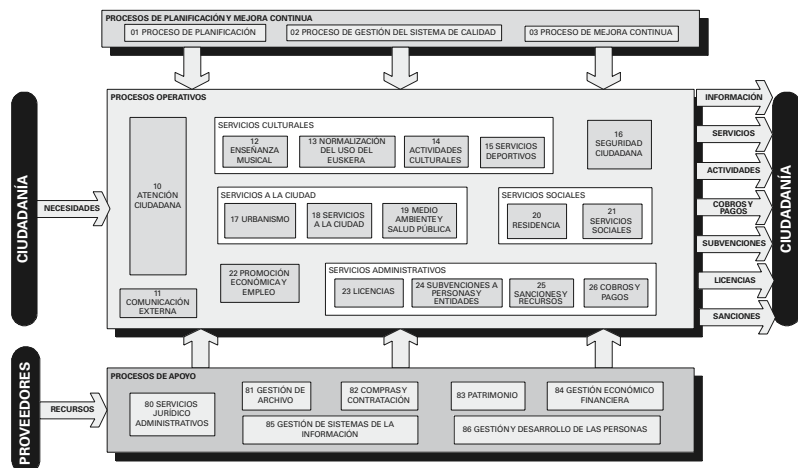 PROCESOS DE PLANIFICACIÓN Y MEJORA CONTINUA
01 PROCESO DE PLANIFICACIÓN
02 PROCESO DE GESTIÓN DEL SISTEMA DE CALIDAD
03 PROCESO DE MEJORA CONTINUA
CIUDADANÍA
NECESIDADES
PROCESOS OPERATIVOS
10
ATENCIÓN
CIUDADANA
11
COMUNICACIÓN
EXTERNA
SERVICIOS CULTURALES
12
ENSEÑANZA
MUSICAL
13 NORMALIZACIÓN
DEL USO DEL
EUSKERA
14
ACTIVIDADES
CULTURALES
15 SERVICIOS
DEPORTIVOS
16
SEGURIDAD
CIUDADANA
SERVICIOS A LA CIUDAD
17 URBANISMO
18 SERVICIOS
A LA CIUDAD
19 MEDIO
AMBIENTE Y
SALUD PÚBLICA
SERVICIOS SOCIALES
20
RESIDENCIA
21
SERVICIOS
SOCIALES
22 PROMOCIÓN
ECONÓMICA Y
EMPLEO
SERVICIOS ADMINISTRATIVOS
23 LICENCIAS
24 SUBVENCIONES A
PERSONAS Y
ENTIDADES
25
SANCIONES Y
RECURSOS
26 COBROS Y
PAGOS
INFORMACIÓN
SERVICIOS
ACTIVIDADES
COBROS Y
PAGOS
SUBVENCIONES
LICENCIAS
SANCIONES
CIUDADANÍA
PROVEEDORES
RECURSOS
PROCESOS DE APOYO
80 SERVICIOS
JURÍDICO
ADMINISTRATIVOS
81 GESTIÓN DE
ARCHIVO
82 COMPRAS Y
CONTRATACIÓN
83 PATRIMONIO
84 GESTIÓN ECONÓMICO
FINANCIERA
85 GESTIÓN DE SISTEMAS DE LA
INFORMACIÓN
86 GESTIÓN Y DESARROLLO DE LAS PERSONAS